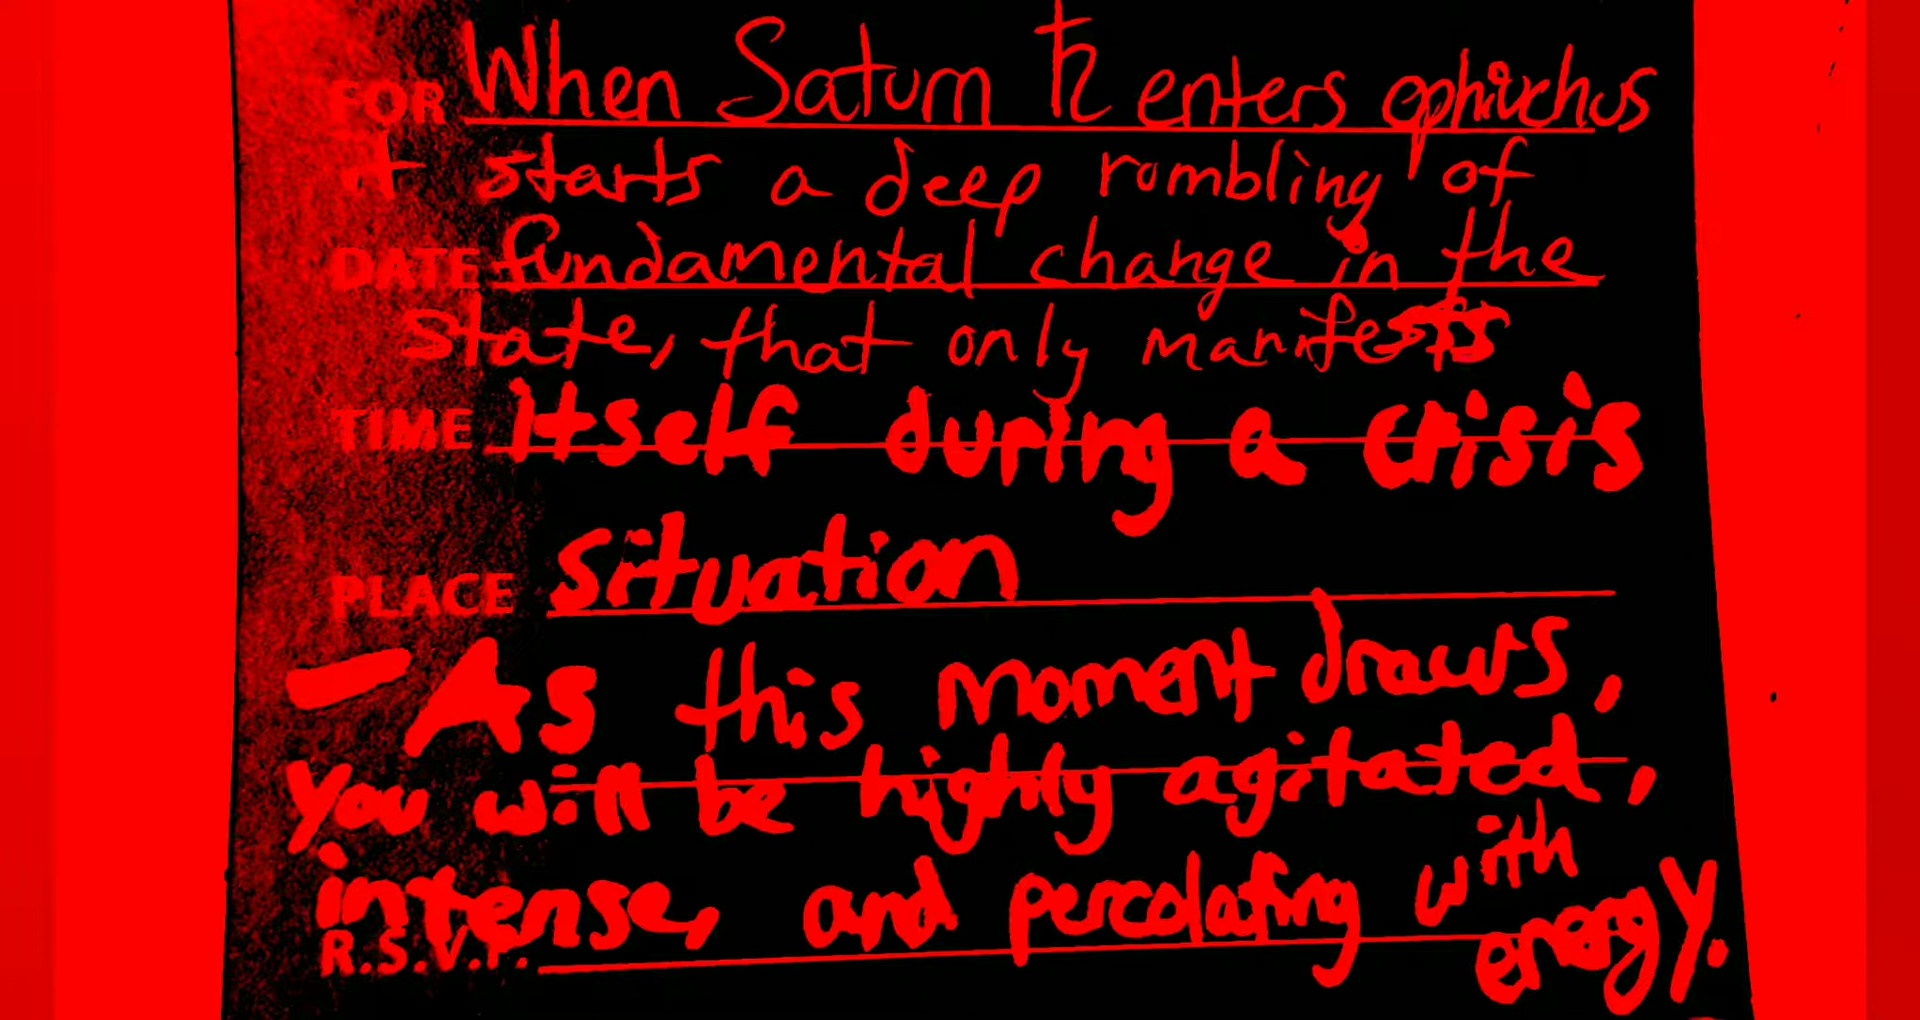 FOR When Saturn ♄ enters ophiuchus
it starts a deep rumbling of
DATE fundamental change in the
state, that only manifests
TIME itself during a crisis
PLACE situation
– As this moment draws,
you will be highly agitated,
intense, and percolating with
energy.
R.S.V.P.